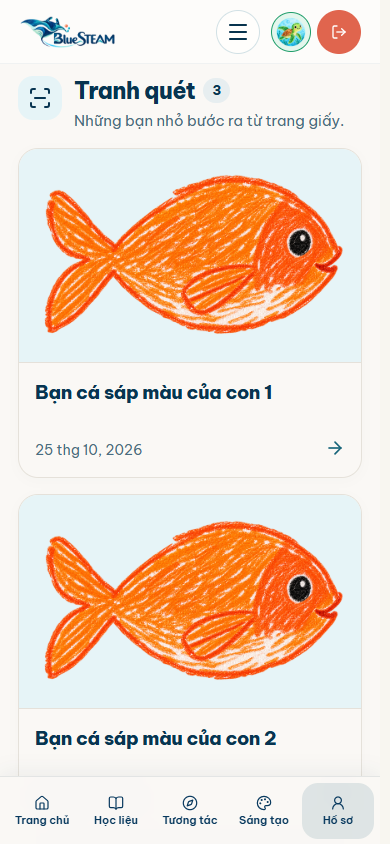 BlueSTEAM
Tranh quét 3
Những bạn nhỏ bước ra từ trang giấy.
Bạn cá sáp màu của con 1
25 thg 10, 2026
Bạn cá sáp màu của con 2
Trang chủ
Học liệu
Tương tác
Sáng tạo
Hồ sơ